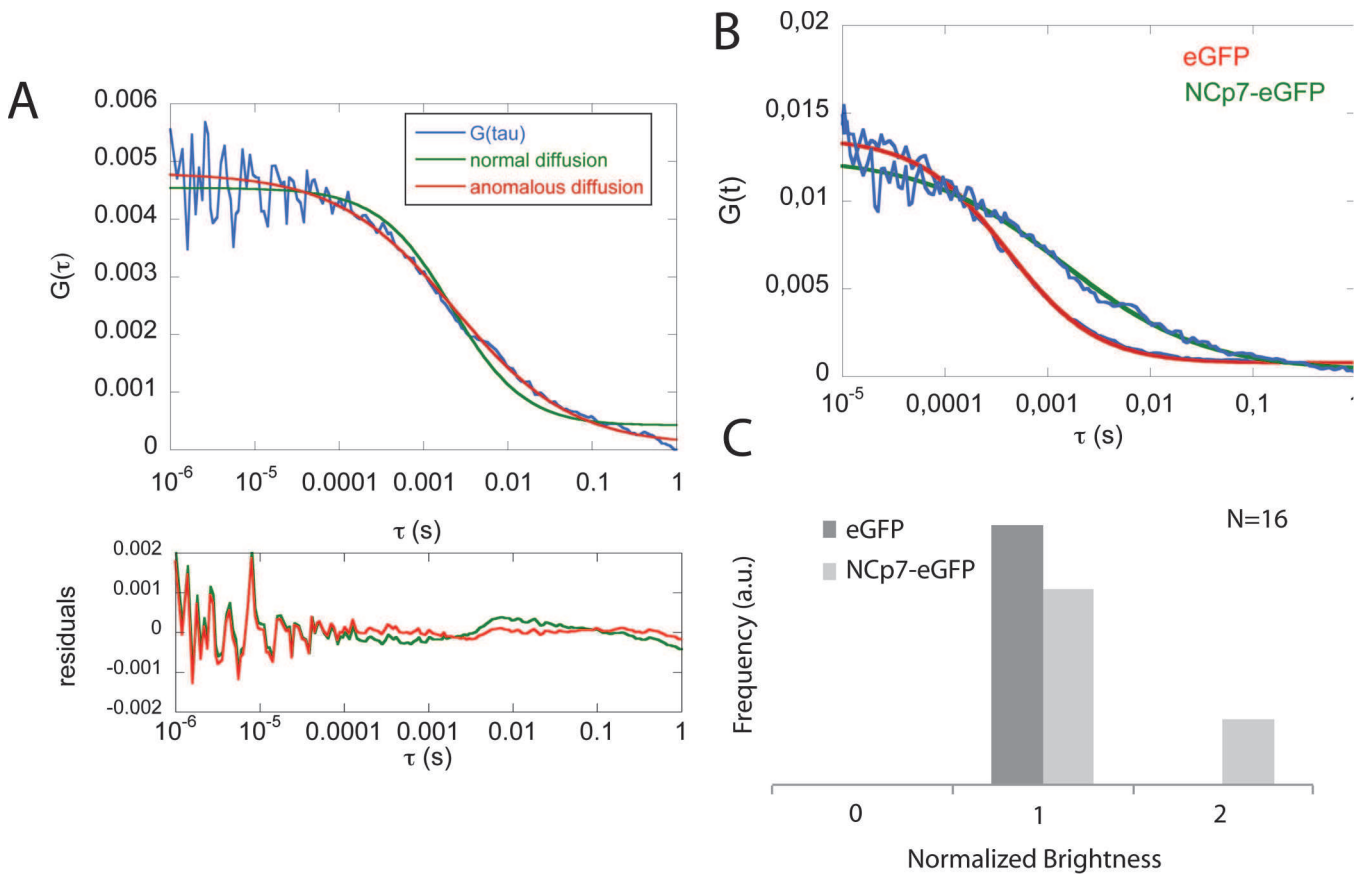 A
0.006
0.005
0.004
0.003
0.002
0.001
0
G(τ)
G(tau)
normal diffusion
anomalous diffusion
10-6 10-5 0.0001 0.001 0.01 0.1 1
τ (s)
0.002
0.001
0
-0.001
-0.002
residuals
10-6 10-5 0.0001 0.001 0.01 0.1 1
τ (s)
B
0,02
0,015
0,01
0,005
0
G(t)
eGFP
NCp7-eGFP
10-5 0,0001 0,001 0,01 0,1 1
τ (s)
C
eGFP
NCp7-eGFP
N=16
Frequency (a.u.)
0 1 2
Normalized Brightness